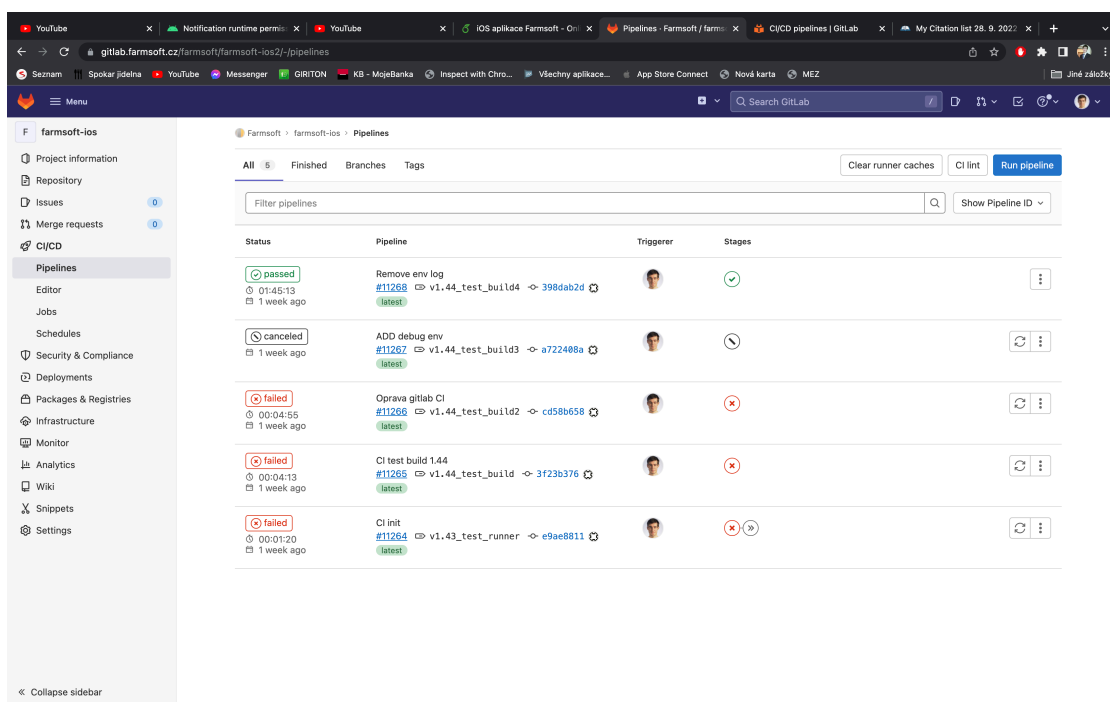 YouTube
Notification runtime permis
YouTube
iOS aplikace Farmsoft - Onl
Pipelines · Farmsoft / farms
CI/CD pipelines | GitLab
My Citation list 28. 9. 2022
gitlab.farmsoft.cz/farmsoft/farmsoft-ios2/-/pipelines
Seznam Spokar jídelna YouTube Messenger GIRITON KB - MojeBanka Inspect with Chro... Všechny aplikace... App Store Connect Nová karta MEZ Jiné záložky
Menu
Search GitLab /
F farmsoft-ios
Project information
Repository
Issues 0
Merge requests 0
CI/CD
Pipelines
Editor
Jobs
Schedules
Security & Compliance
Deployments
Packages & Registries
Infrastructure
Monitor
Analytics
Wiki
Snippets
Settings
Collapse sidebar
Farmsoft > farmsoft-ios > Pipelines
All 5 Finished Branches Tags
Clear runner caches CI lint Run pipeline
Filter pipelines
Show Pipeline ID
Status Pipeline Triggerer Stages
passed
00:45:13
1 week ago
Remove env log
#11268 v1.44_test_build4 398dab2d
latest
canceled
1 week ago
ADD debug env
#11267 v1.44_test_build3 a722408a
latest
failed
00:04:55
1 week ago
Oprava gitlab CI
#11266 v1.44_test_build2 cd58b658
latest
failed
00:04:13
1 week ago
CI test build 1.44
#11265 v1.44_test_build 3f23b376
latest
failed
00:01:20
1 week ago
CI init
#11264 v1.43_test_runner e9ae8811
latest